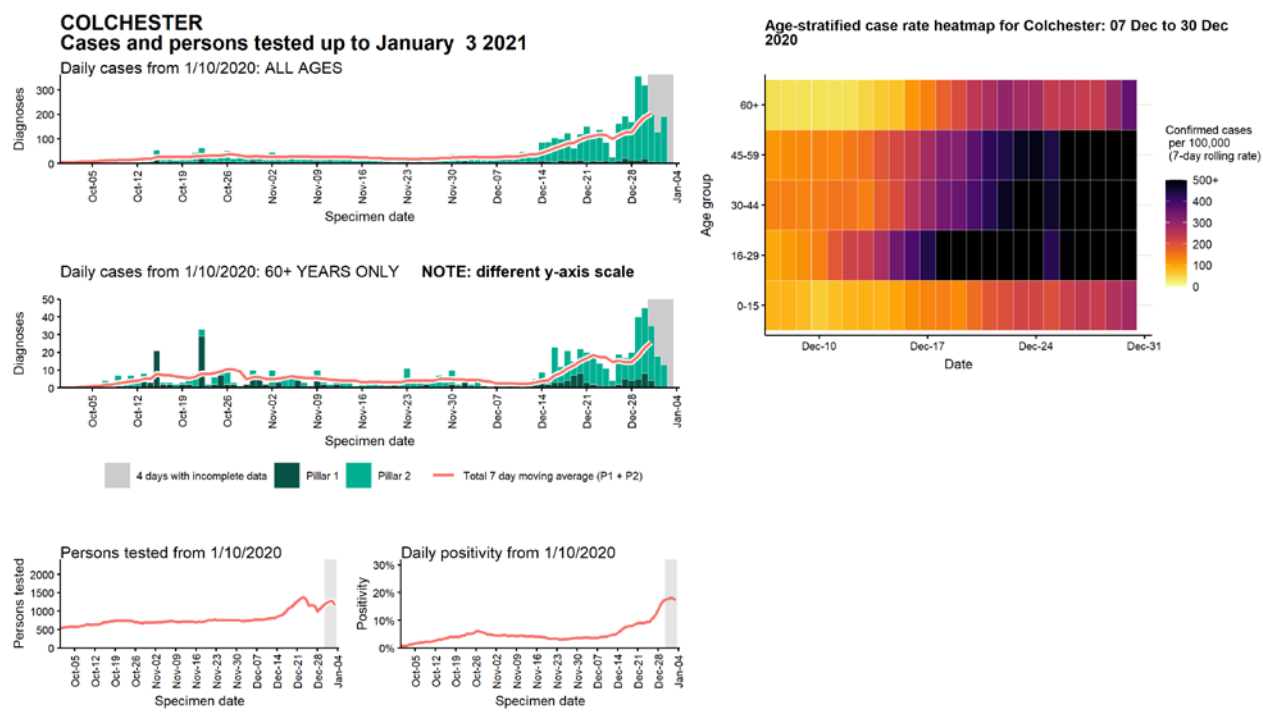 COLCHESTER
Cases and persons tested up to January 3 2021
Daily cases from 1/10/2020: ALL AGES
Diagnoses
300
200
100
0
Oct-05
Oct-12
Oct-19
Oct-26
Nov-02
Nov-09
Nov-16
Nov-23
Nov-30
Dec-07
Dec-14
Dec-21
Dec-28
Jan-04
Specimen date
Daily cases from 1/10/2020: 60+ YEARS ONLY NOTE: different y-axis scale
Diagnoses
50
40
30
20
10
0
Oct-05
Oct-12
Oct-19
Oct-26
Nov-02
Nov-09
Nov-16
Nov-23
Nov-30
Dec-07
Dec-14
Dec-21
Dec-28
Jan-04
Specimen date
4 days with incomplete data Pillar 1 Pillar 2 Total 7 day moving average (P1 + P2)
Persons tested from 1/10/2020
Persons tested
2000
1500
1000
500
0
Oct-05
Oct-12
Oct-19
Oct-26
Nov-02
Nov-09
Nov-16
Nov-23
Nov-30
Dec-07
Dec-14
Dec-21
Dec-28
Jan-04
Specimen date
Daily positivity from 1/10/2020
Positivity
30%
20%
10%
0%
Oct-05
Oct-12
Oct-19
Oct-26
Nov-02
Nov-09
Nov-16
Nov-23
Nov-30
Dec-07
Dec-14
Dec-21
Dec-28
Jan-04
Specimen date
Age-stratified case rate heatmap for Colchester: 07 Dec to 30 Dec
2020
Age group
60+
45-59
30-44
16-29
0-15
Dec-10
Dec-17
Dec-24
Dec-31
Date
Confirmed cases
per 100,000
(7-day rolling rate)
500+
400
300
200
100
0